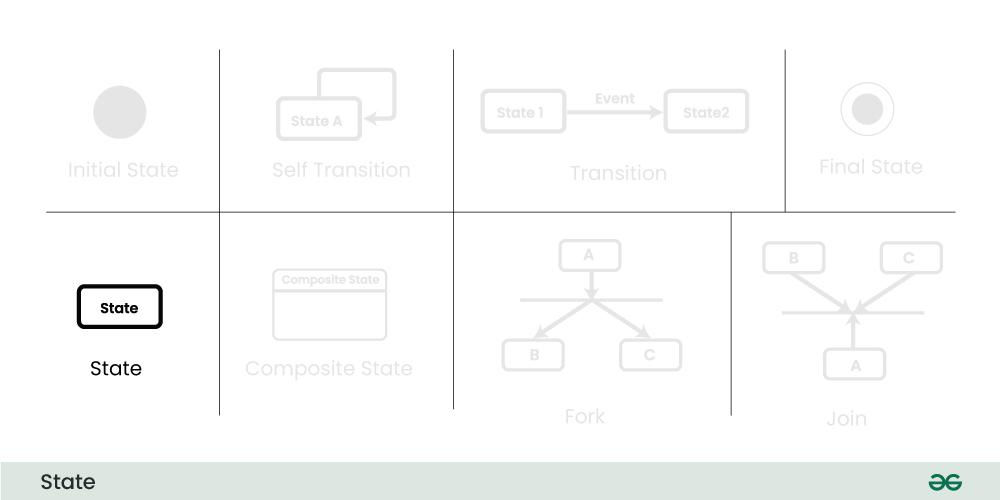 Event
State A
State 1
State2
Initial State
Self Transition
Transition
Final State
State
State
Composite State
Composite State
A
B
C
Fork
B
C
A
Join
State